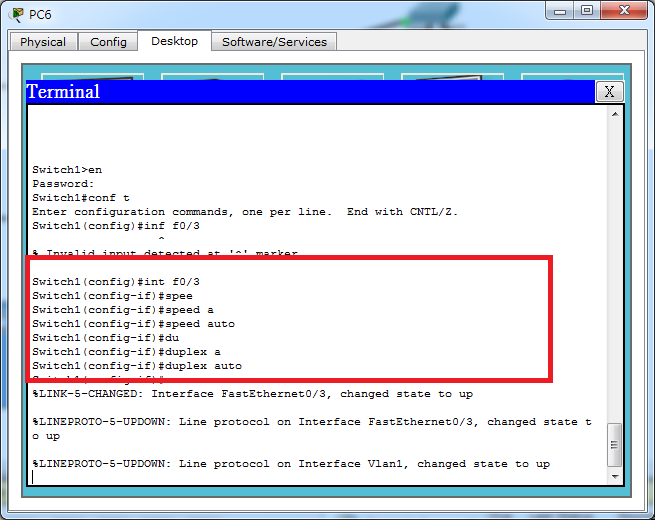 PC6
Physical Config Desktop Software/Services
Terminal X
Switch1>en
Password:
Switch1#conf t
Enter configuration commands, one per line.  End with CNTL/Z.
Switch1(config)#inf f0/3
^
% Invalid input detected at '^' marker
Switch1(config)#int f0/3
Switch1(config-if)#spee
Switch1(config-if)#speed a
Switch1(config-if)#speed auto
Switch1(config-if)#du
Switch1(config-if)#duplex a
Switch1(config-if)#duplex auto
Switch1(config-if)#
%LINK-5-CHANGED: Interface FastEthernet0/3, changed state to up
%LINEPROTO-5-UPDOWN: Line protocol on Interface FastEthernet0/3, changed state t
o up
%LINEPROTO-5-UPDOWN: Line protocol on Interface Vlan1, changed state to up